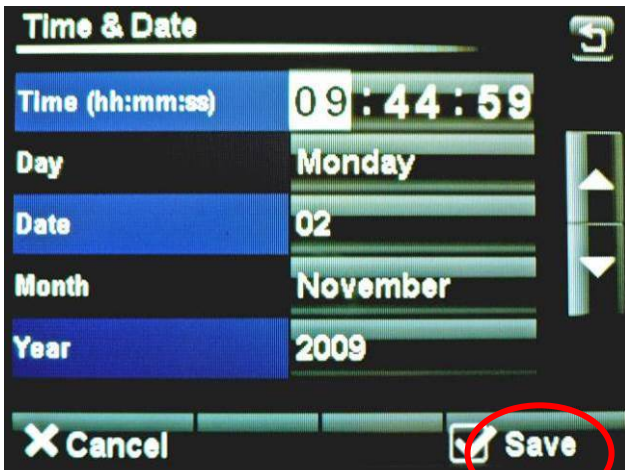 Time & Date
Time (hh:mm:ss) 09:44:59
Day Monday
Date 02
Month November
Year 2009
Cancel Save